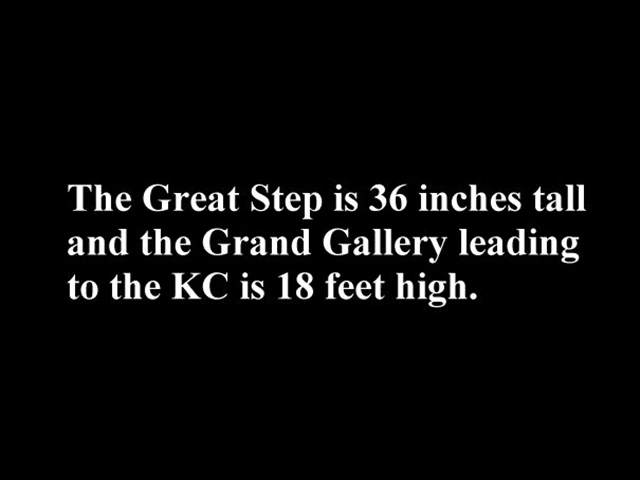 The Great Step is 36 inches tall
and the Grand Gallery leading
to the KC is 18 feet high.